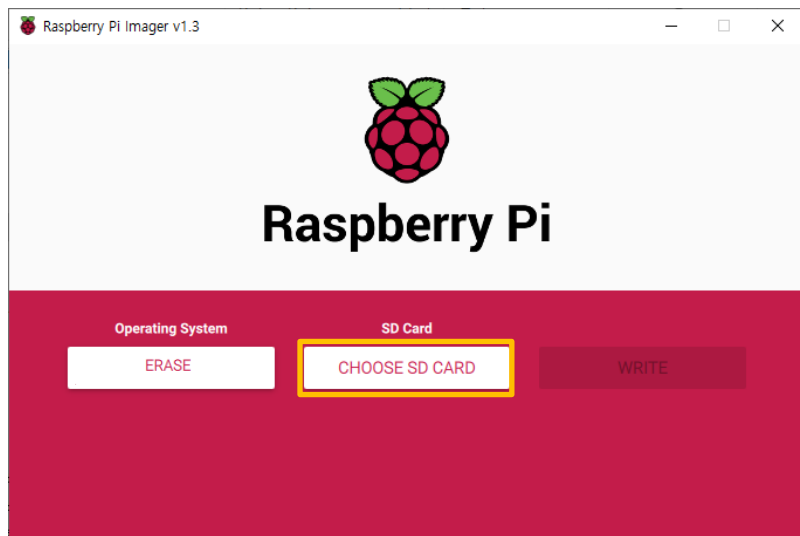 Raspberry Pi Imager v1.3
Raspberry Pi
Operating System
SD Card
ERASE
CHOOSE SD CARD
WRITE